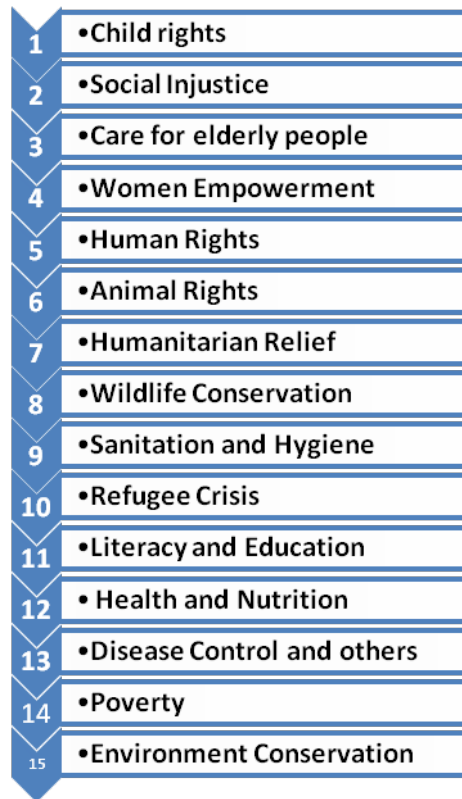 1 •Child rights
2 •Social Injustice
3 •Care for elderly people
4 •Women Empowerment
5 •Human Rights
6 •Animal Rights
7 •Humanitarian Relief
8 •Wildlife Conservation
9 •Sanitation and Hygiene
10 •Refugee Crisis
11 •Literacy and Education
12 • Health and Nutrition
13 •Disease Control and others
14 •Poverty
15 •Environment Conservation